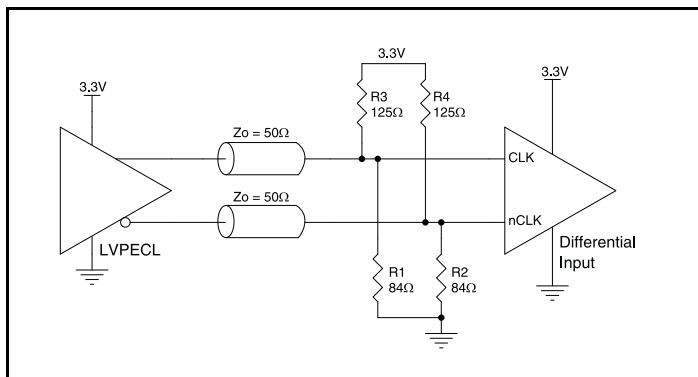 3.3V
3.3V
3.3V
R3
125Ω
R4
125Ω
Zo = 50Ω
CLK
Zo = 50Ω
nCLK
LVPECL
Differential
Input
R1
84Ω
R2
84Ω